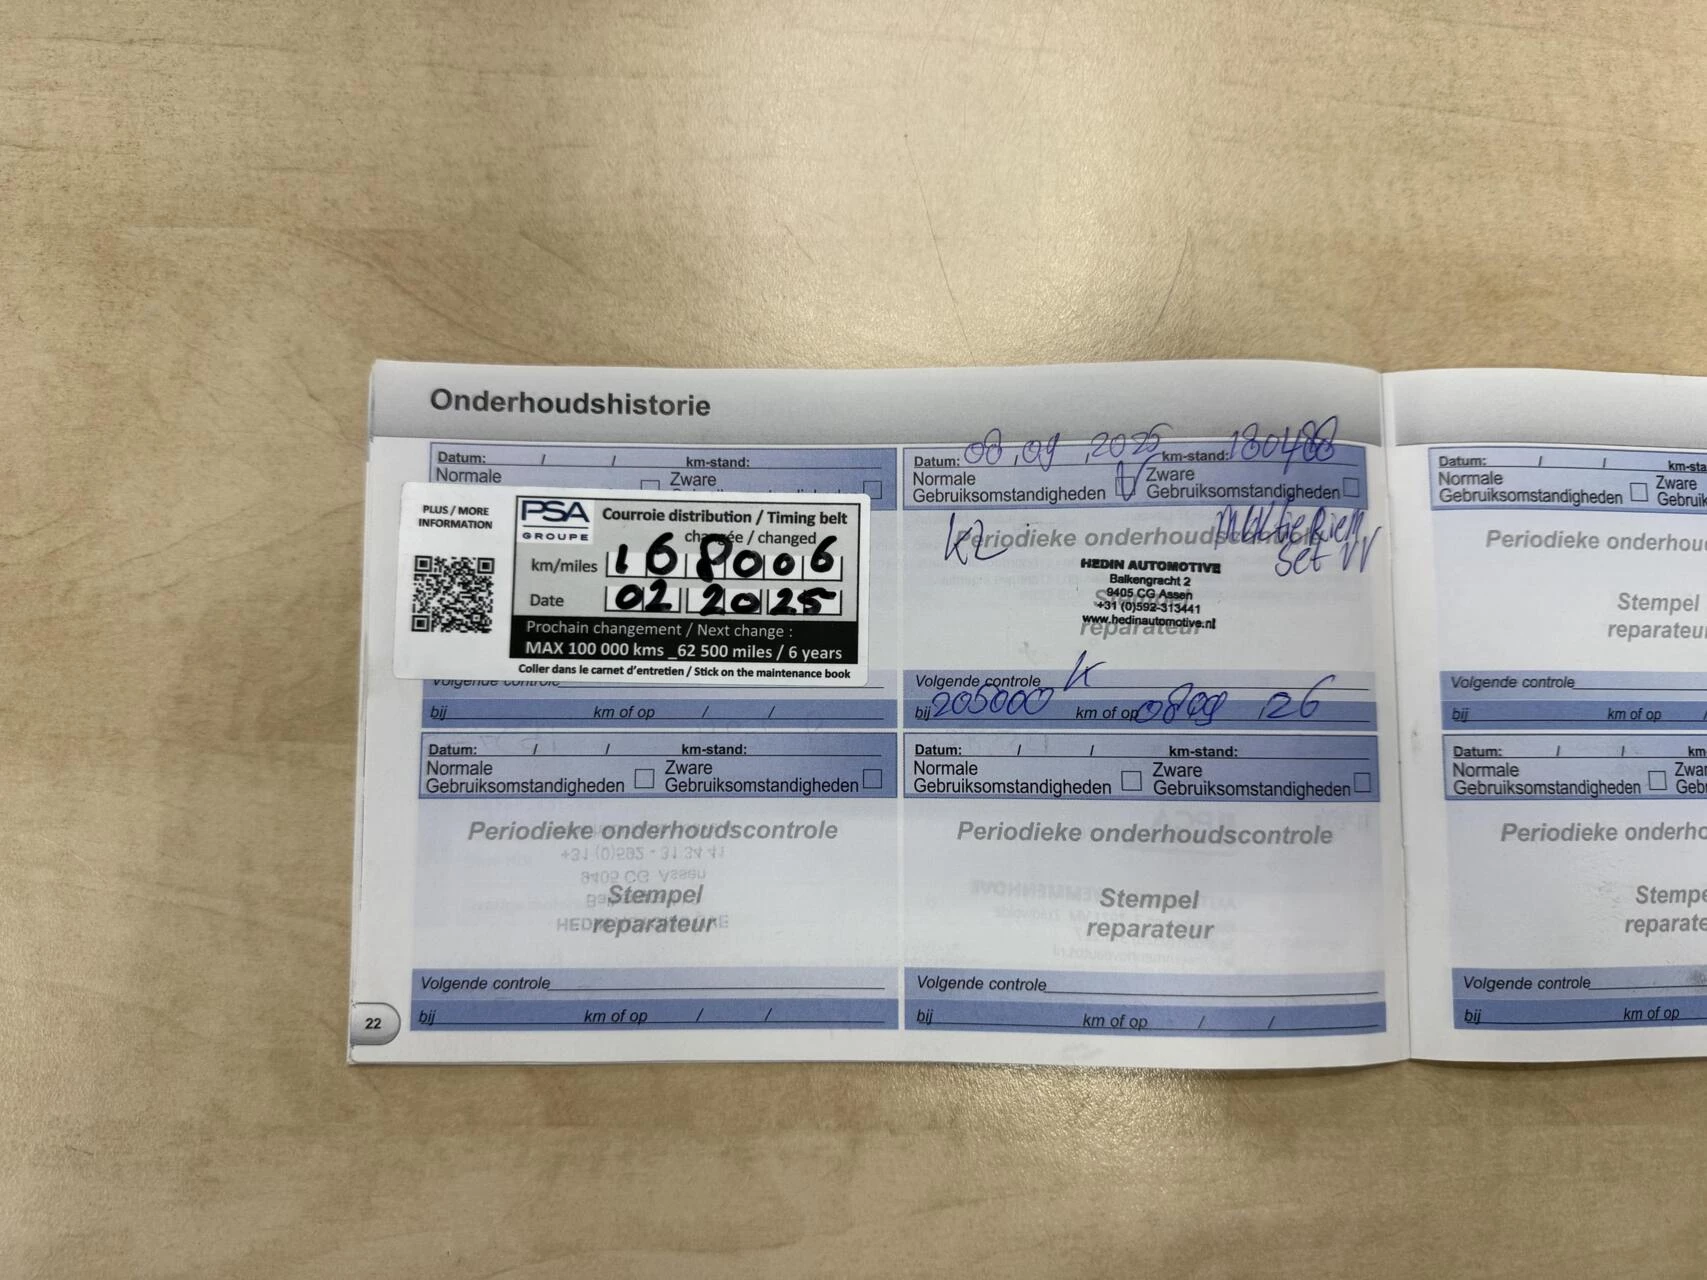 Onderhoudshistorie
Datum: / / km-stand:
Normale Zware
PLUS / MORE
INFORMATION
PSA
GROUPE
Courroie distribution / Timing belt
changée / changed
km/miles 168006
Date 02 2025
Prochain changement / Next change :
MAX 100 000 kms _62 500 miles / 6 years
Coller dans le carnet d'entretien / Stick on the maintenance book
Volgende controle
bij km of op / /
Datum: 08,09,2025 km-stand: 180488
Normale Zware
Gebruiksomstandigheden V Gebruiksomstandigheden
Periodieke onderhoudscontrole
KL
Multieriem
set VV
HEDIN AUTOMOTIVE
Balkengracht 2
9405 CG Assen
+31 (0)592-313441
www.hedinautomotive.nl
Stempel
reparateur
Volgende controle K
bij 205000 km of op 08 09 ,26
Datum: / / km-stand:
Normale Zware
Gebruiksomstandigheden Gebruiksomstandigheden
Periodieke onderhoudscontrole
Stempel
reparateur
Volgende controle
bij km of op / /
Datum: / / km-stand:
Normale Zware
Gebruiksomstandigheden Gebruiksomstandigheden
Periodieke onderhoudscontrole
Stempel
reparateur
Volgende controle
bij km of op / /
22
Datum: / / km-sta
Normale Zware
Gebruiksomstandigheden Gebruik
Periodieke onderhou
Stempel
reparateu
Volgende controle
bij km of op
Datum: / / km
Normale Zwar
Gebruiksomstandigheden Geb
Periodieke onderho
Stempe
reparate
Volgende controle
bij km of op